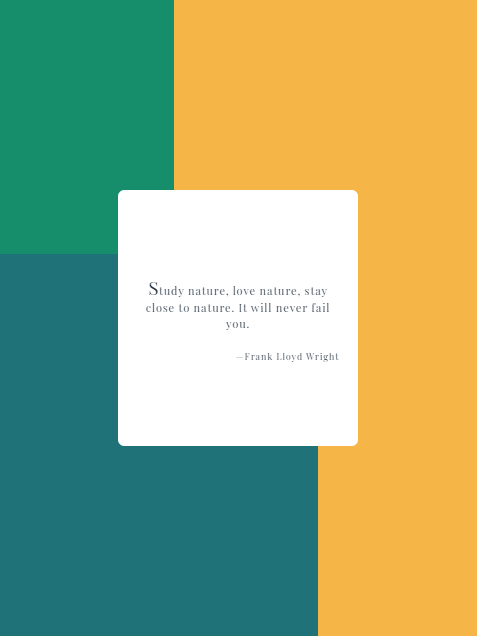 Study nature, love nature, stay
close to nature. It will never fail
you.
—Frank Lloyd Wright